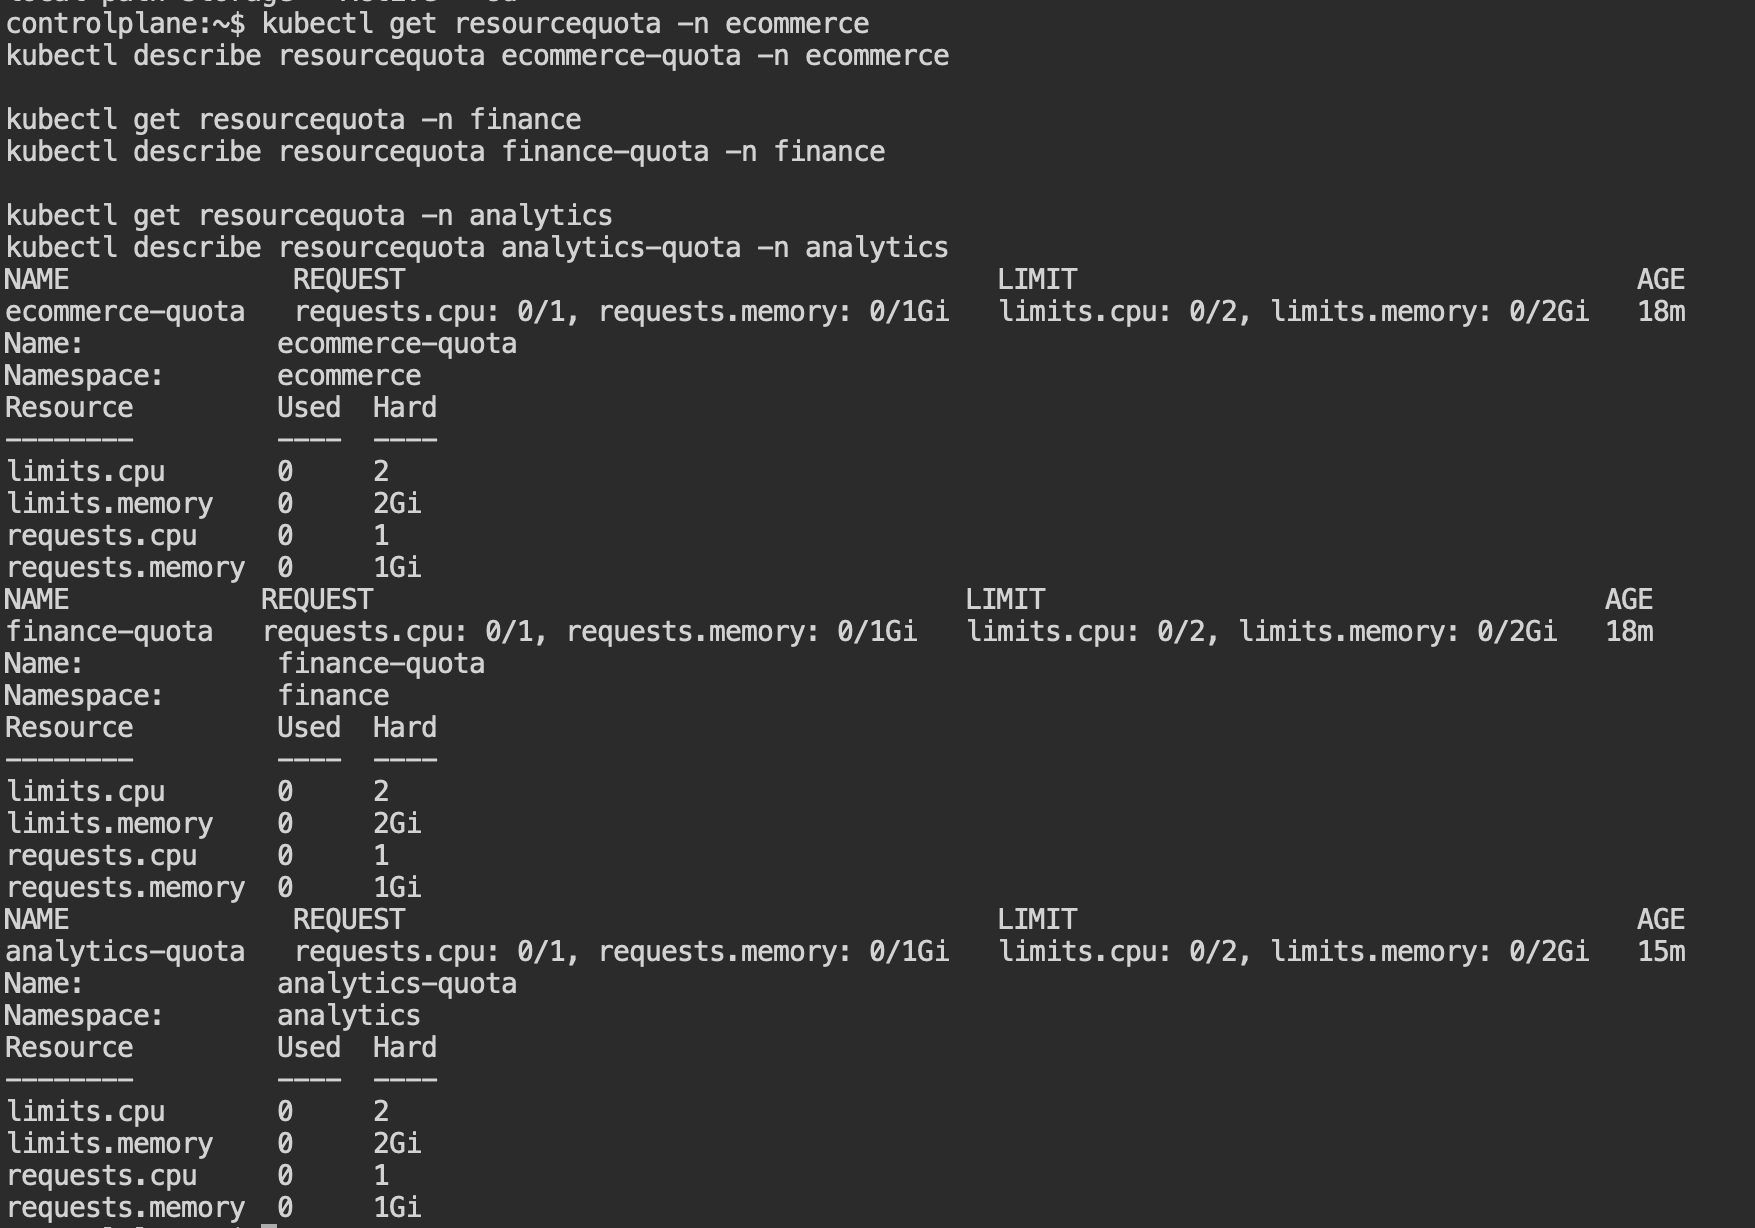 controlplane:~$ kubectl get resourcequota -n ecommerce
kubectl describe resourcequota ecommerce-quota -n ecommerce
kubectl get resourcequota -n finance
kubectl describe resourcequota finance-quota -n finance
kubectl get resourcequota -n analytics
kubectl describe resourcequota analytics-quota -n analytics
NAME              REQUEST                                     LIMIT                                   AGE
ecommerce-quota   requests.cpu: 0/1, requests.memory: 0/1Gi   limits.cpu: 0/2, limits.memory: 0/2Gi   18m
Name:            ecommerce-quota
Namespace:       ecommerce
Resource         Used  Hard
--------         ----  ----
limits.cpu       0     2
limits.memory    0     2Gi
requests.cpu     0     1
requests.memory  0     1Gi
NAME            REQUEST                                     LIMIT                                   AGE
finance-quota   requests.cpu: 0/1, requests.memory: 0/1Gi   limits.cpu: 0/2, limits.memory: 0/2Gi   18m
Name:            finance-quota
Namespace:       finance
Resource         Used  Hard
--------         ----  ----
limits.cpu       0     2
limits.memory    0     2Gi
requests.cpu     0     1
requests.memory  0     1Gi
NAME              REQUEST                                     LIMIT                                   AGE
analytics-quota   requests.cpu: 0/1, requests.memory: 0/1Gi   limits.cpu: 0/2, limits.memory: 0/2Gi   15m
Name:            analytics-quota
Namespace:       analytics
Resource         Used  Hard
--------         ----  ----
limits.cpu       0     2
limits.memory    0     2Gi
requests.cpu     0     1
requests.memory  0     1Gi